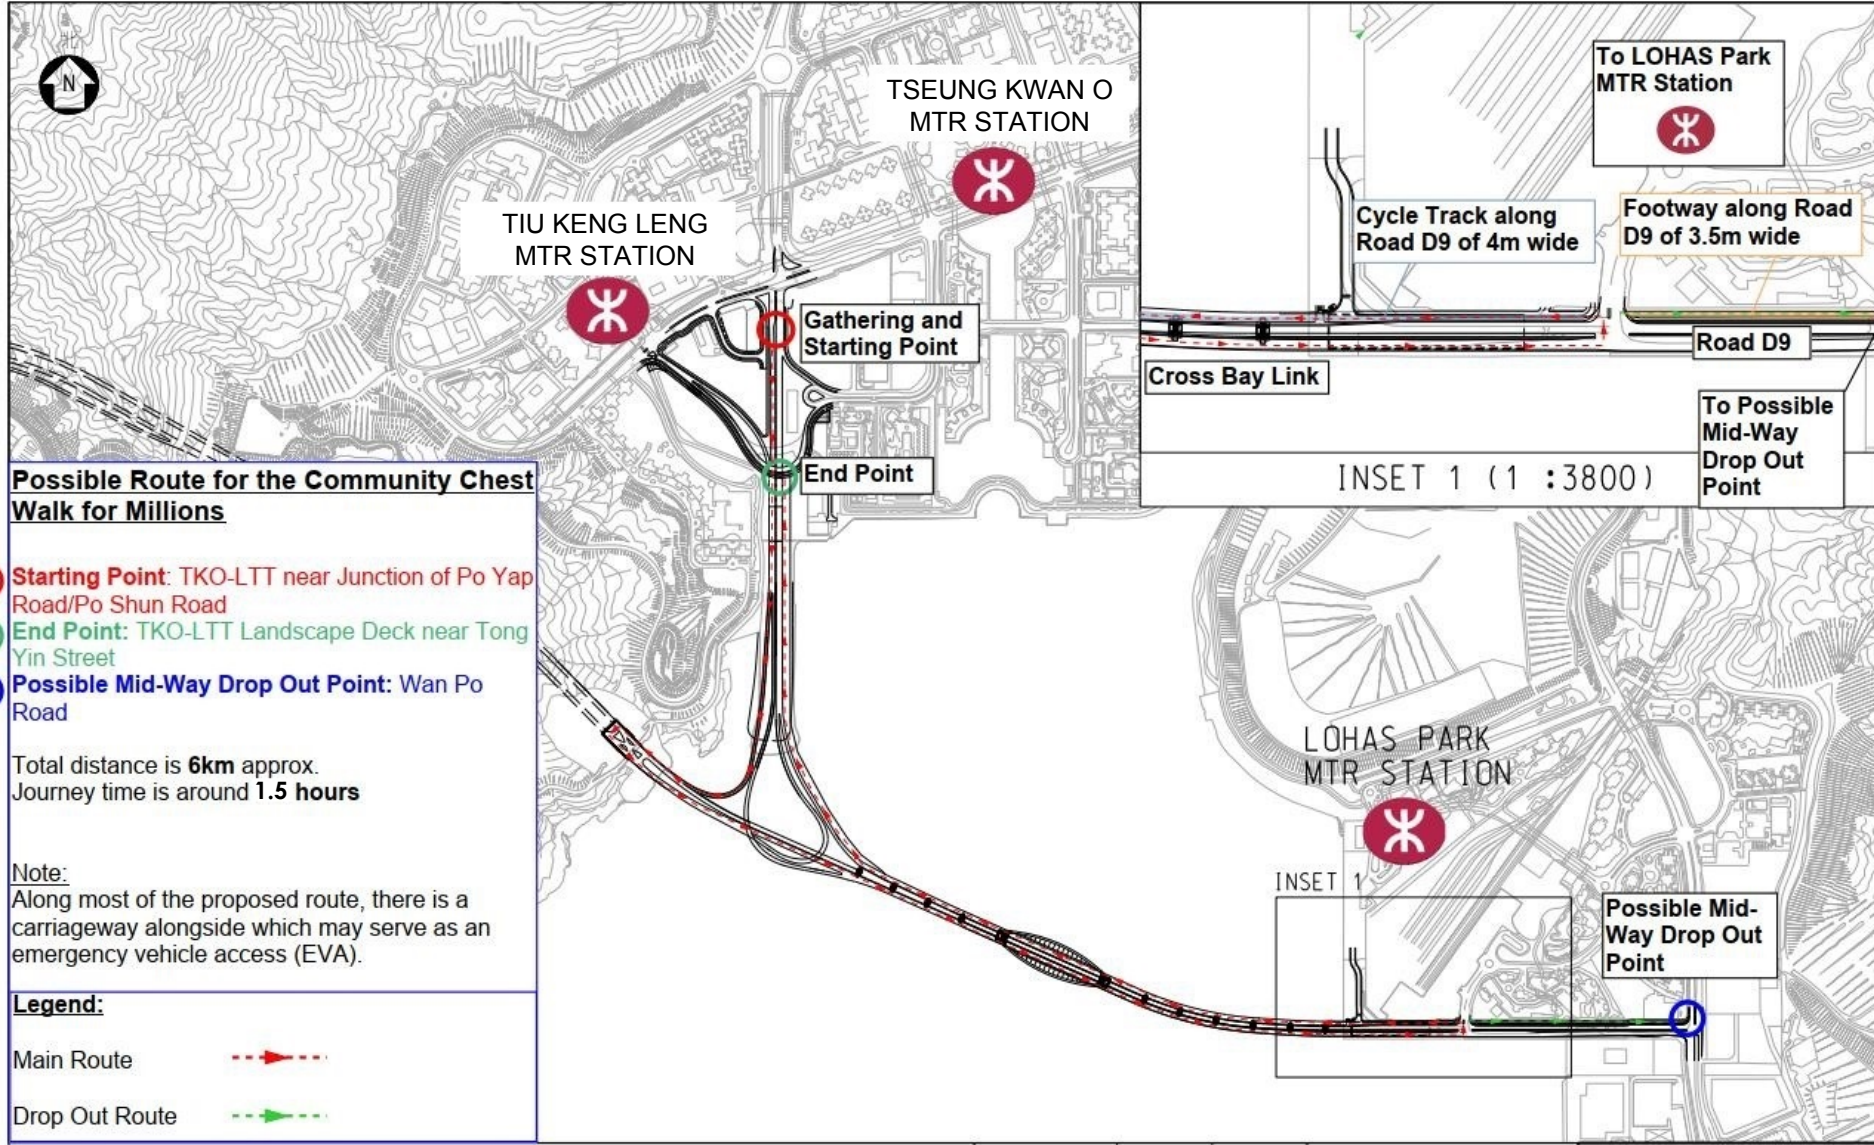 N
TSEUNG KWAN O
MTR STATION
TIU KENG LENG
MTR STATION
Gathering and
Starting Point
End Point
To LOHAS Park
MTR Station
Cycle Track along
Road D9 of 4m wide
Footway along Road
D9 of 3.5m wide
Road D9
Cross Bay Link
To Possible
Mid-Way
Drop Out
Point
INSET 1 (1 :3800)
Possible Route for the Community Chest
Walk for Millions
Starting Point: TKO-LTT near Junction of Po Yap
Road/Po Shun Road
End Point: TKO-LTT Landscape Deck near Tong
Yin Street
Possible Mid-Way Drop Out Point: Wan Po
Road
Total distance is 6km approx.
Journey time is around 1.5 hours
Note:
Along most of the proposed route, there is a
carriageway alongside which may serve as an
emergency vehicle access (EVA).
Legend:
Main Route
Drop Out Route
LOHAS PARK
MTR STATION
INSET 1
Possible Mid-
Way Drop Out
Point